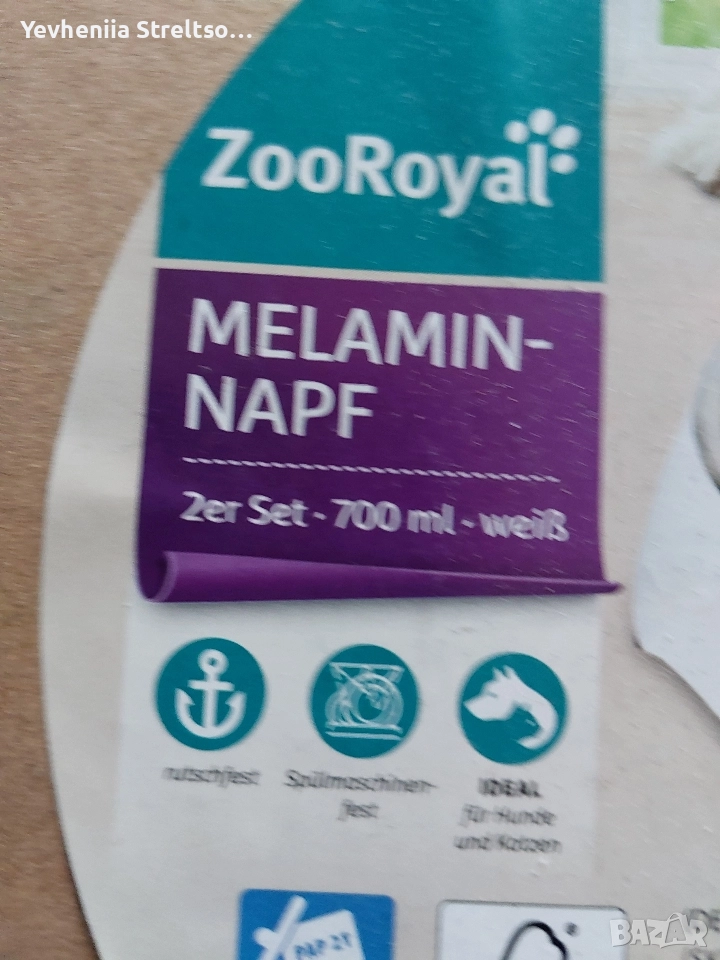 Yevheniia Streltso...
ZooRoyal
MELAMIN-
NAPF
2er Set - 700 ml - weiß
rutschfest
Spülmaschinen-
fest
IDEAL
für Hunde
und Katzen
PAP 21
®
BAZAR